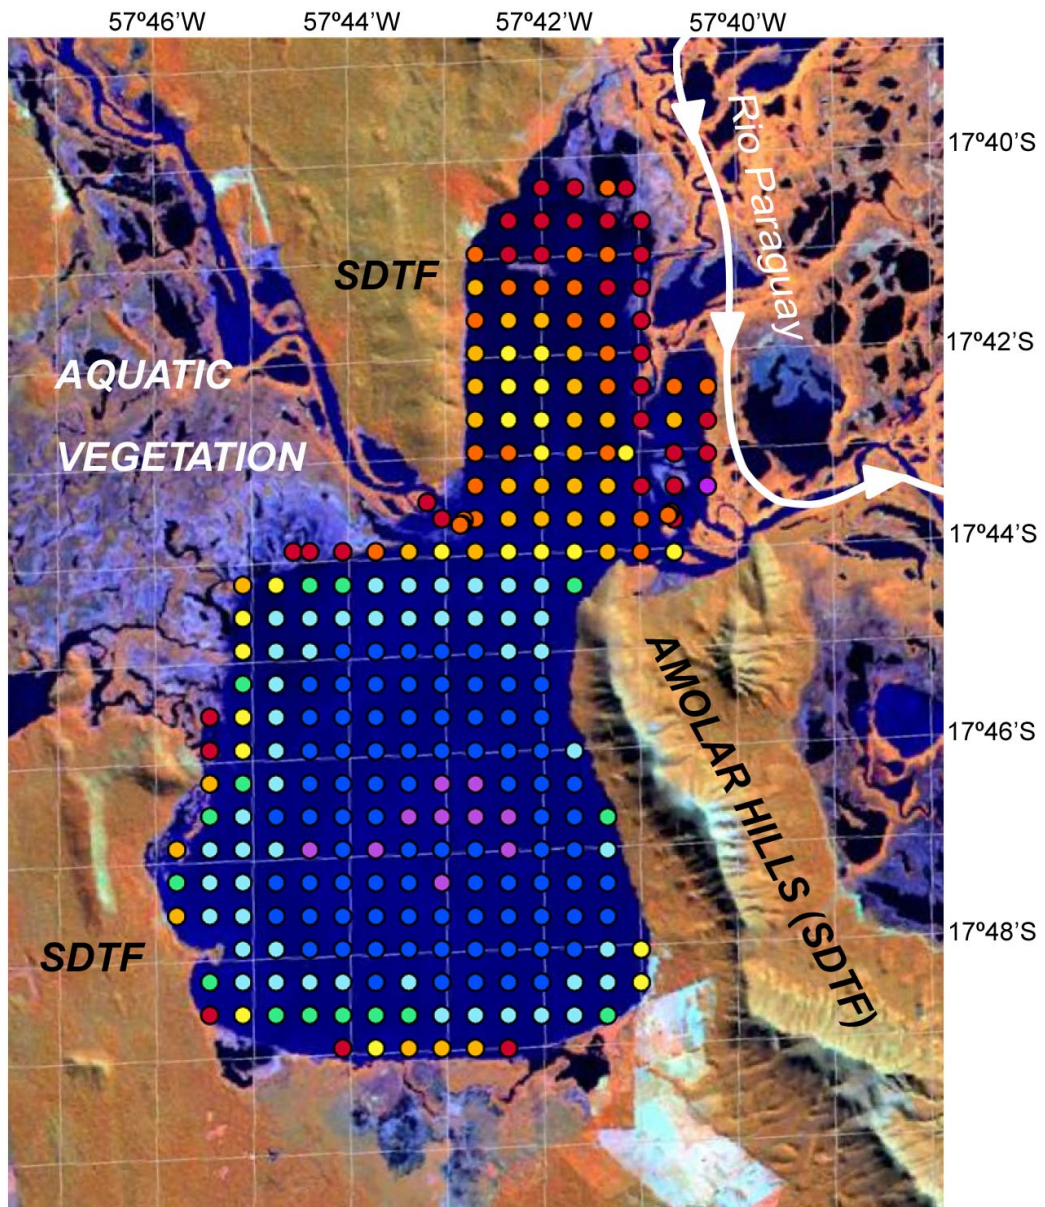 57º46’W 57º44’W 57º42’W 57º40’W
17º40’S
Rio Paraguay
SDTF
17º42’S
AQUATIC
VEGETATION
17º44’S
AMOLAR HILLS (SDTF)
17º46’S
17º48’S
SDTF